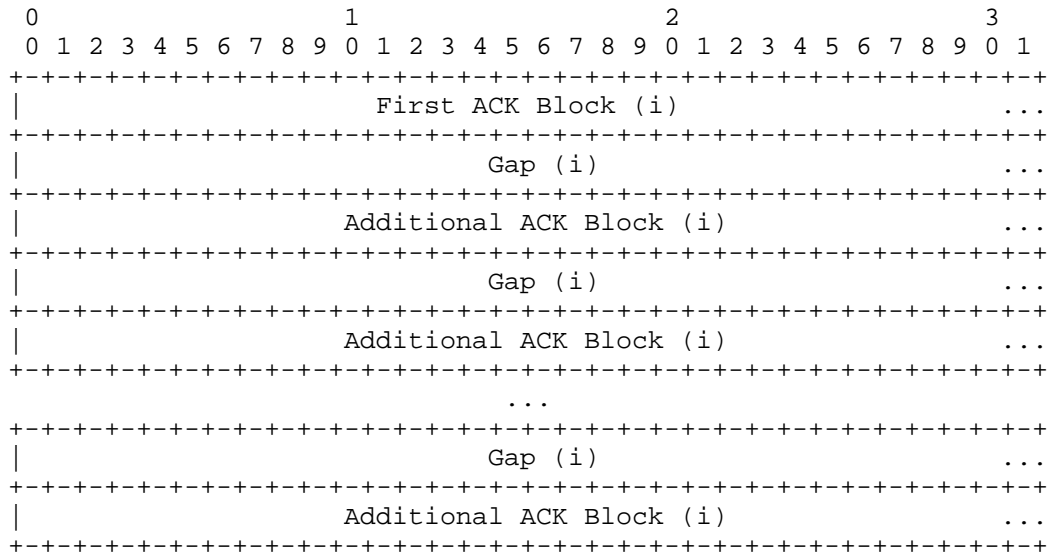 0                   1                   2                   3
 0 1 2 3 4 5 6 7 8 9 0 1 2 3 4 5 6 7 8 9 0 1 2 3 4 5 6 7 8 9 0 1
+-+-+-+-+-+-+-+-+-+-+-+-+-+-+-+-+-+-+-+-+-+-+-+-+-+-+-+-+-+-+-+-+
|                      First ACK Block (i)                    ...
+-+-+-+-+-+-+-+-+-+-+-+-+-+-+-+-+-+-+-+-+-+-+-+-+-+-+-+-+-+-+-+-+
|                             Gap (i)                         ...
+-+-+-+-+-+-+-+-+-+-+-+-+-+-+-+-+-+-+-+-+-+-+-+-+-+-+-+-+-+-+-+-+
|                    Additional ACK Block (i)                 ...
+-+-+-+-+-+-+-+-+-+-+-+-+-+-+-+-+-+-+-+-+-+-+-+-+-+-+-+-+-+-+-+-+
|                             Gap (i)                         ...
+-+-+-+-+-+-+-+-+-+-+-+-+-+-+-+-+-+-+-+-+-+-+-+-+-+-+-+-+-+-+-+-+
|                    Additional ACK Block (i)                 ...
+-+-+-+-+-+-+-+-+-+-+-+-+-+-+-+-+-+-+-+-+-+-+-+-+-+-+-+-+-+-+-+-+
                               ...
+-+-+-+-+-+-+-+-+-+-+-+-+-+-+-+-+-+-+-+-+-+-+-+-+-+-+-+-+-+-+-+-+
|                             Gap (i)                         ...
+-+-+-+-+-+-+-+-+-+-+-+-+-+-+-+-+-+-+-+-+-+-+-+-+-+-+-+-+-+-+-+-+
|                    Additional ACK Block (i)                 ...
+-+-+-+-+-+-+-+-+-+-+-+-+-+-+-+-+-+-+-+-+-+-+-+-+-+-+-+-+-+-+-+-+